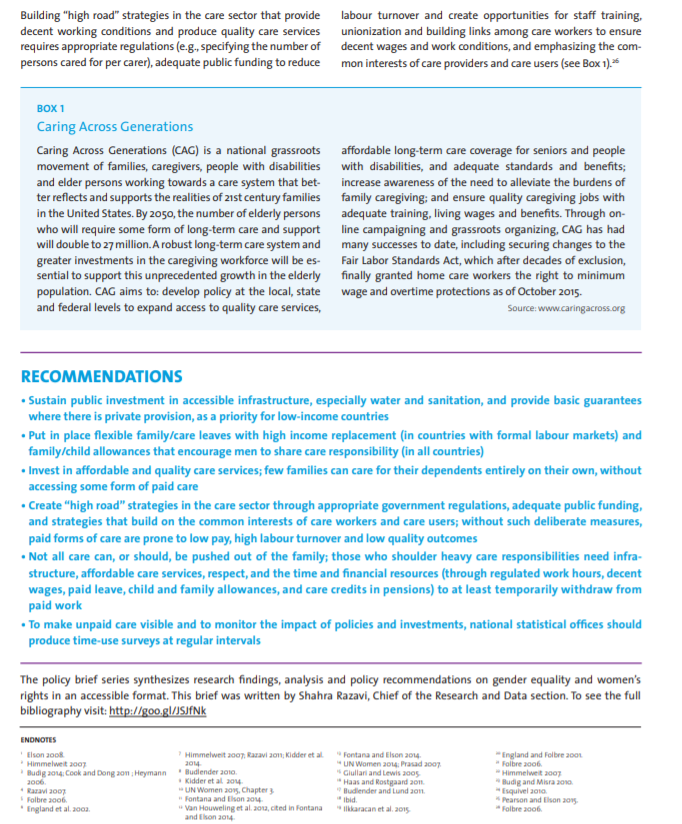 Building “high road” strategies in the care sector that provide
decent working conditions and produce quality care services
requires appropriate regulations (e.g., specifying the number of
persons cared for per carer), adequate public funding to reduce
labour turnover and create opportunities for staff training,
unionization and building links among care workers to ensure
decent wages and work conditions, and emphasizing the com-
mon interests of care providers and care users (see Box 1).²⁶
BOX 1
Caring Across Generations
Caring Across Generations (CAG) is a national grassroots
movement of families, caregivers, people with disabilities
and elder persons working towards a care system that bet-
ter reflects and supports the realities of 21st century families
in the United States. By 2050, the number of elderly persons
who will require some form of long-term care and support
will double to 27 million. A robust long-term care system and
greater investments in the caregiving workforce will be es-
sential to support this unprecedented growth in the elderly
population. CAG aims to: develop policy at the local, state
and federal levels to expand access to quality care services,
affordable long-term care coverage for seniors and people
with disabilities, and adequate standards and benefits;
increase awareness of the need to alleviate the burdens of
family caregiving; and ensure quality caregiving jobs with
adequate training, living wages and benefits. Through on-
line campaigning and grassroots organizing, CAG has had
many successes to date, including securing changes to the
Fair Labor Standards Act, which after decades of exclusion,
finally granted home care workers the right to minimum
wage and overtime protections as of October 2015.
Source: www.caringacross.org
RECOMMENDATIONS
• Sustain public investment in accessible infrastructure, especially water and sanitation, and provide basic guarantees
where there is private provision, as a priority for low-income countries
• Put in place flexible family/care leaves with high income replacement (in countries with formal labour markets) and
family/child allowances that encourage men to share care responsibility (in all countries)
• Invest in affordable and quality care services; few families can care for their dependents entirely on their own, without
accessing some form of paid care
• Create “high road” strategies in the care sector through appropriate government regulations, adequate public funding,
and strategies that build on the common interests of care workers and care users; without such deliberate measures,
paid forms of care are prone to low pay, high labour turnover and low quality outcomes
• Not all care can, or should, be pushed out of the family; those who shoulder heavy care responsibilities need infra-
structure, affordable care services, respect, and the time and financial resources (through regulated work hours, decent
wages, paid leave, child and family allowances, and care credits in pensions) to at least temporarily withdraw from
paid work
• To make unpaid care visible and to monitor the impact of policies and investments, national statistical offices should
produce time-use surveys at regular intervals
The policy brief series synthesizes research findings, analysis and policy recommendations on gender equality and women’s
rights in an accessible format. This brief was written by Shahra Razavi, Chief of the Research and Data section. To see the full
bibliography visit: http://goo.gl/JSJfNk
ENDNOTES
¹ Elson 2008.
² Himmelweit 2007.
³ Budig 2014; Cook and Dong 2011 ; Heymann
2006.
⁴ Razavi 2007.
⁵ Folbre 2006.
⁶ England et al. 2002.
⁷ Himmelweit 2007; Razavi 2011; Kidder et al.
2014.
⁸ Budlender 2010.
⁹ Kidder et al. 2014.
¹⁰ UN Women 2015, Chapter 3.
¹¹ Fontana and Elson 2014.
¹² Van Houweling et al. 2012, cited in Fontana
and Elson 2014.
¹³ Fontana and Elson 2014.
¹⁴ UN Women 2014; Prasad 2007.
¹⁵ Giullari and Lewis 2005.
¹⁶ Haas and Rostgaard 2011.
¹⁷ Budlender and Lund 2011.
¹⁸ Ibid.
¹⁹ Ilkkaracan et al. 2015.
²⁰ England and Folbre 2001.
²¹ Folbre 2006.
²² Himmelweit 2007.
²³ Budig and Misra 2010.
²⁴ Esquivel 2010.
²⁵ Pearson and Elson 2015.
²⁶ Folbre 2006.